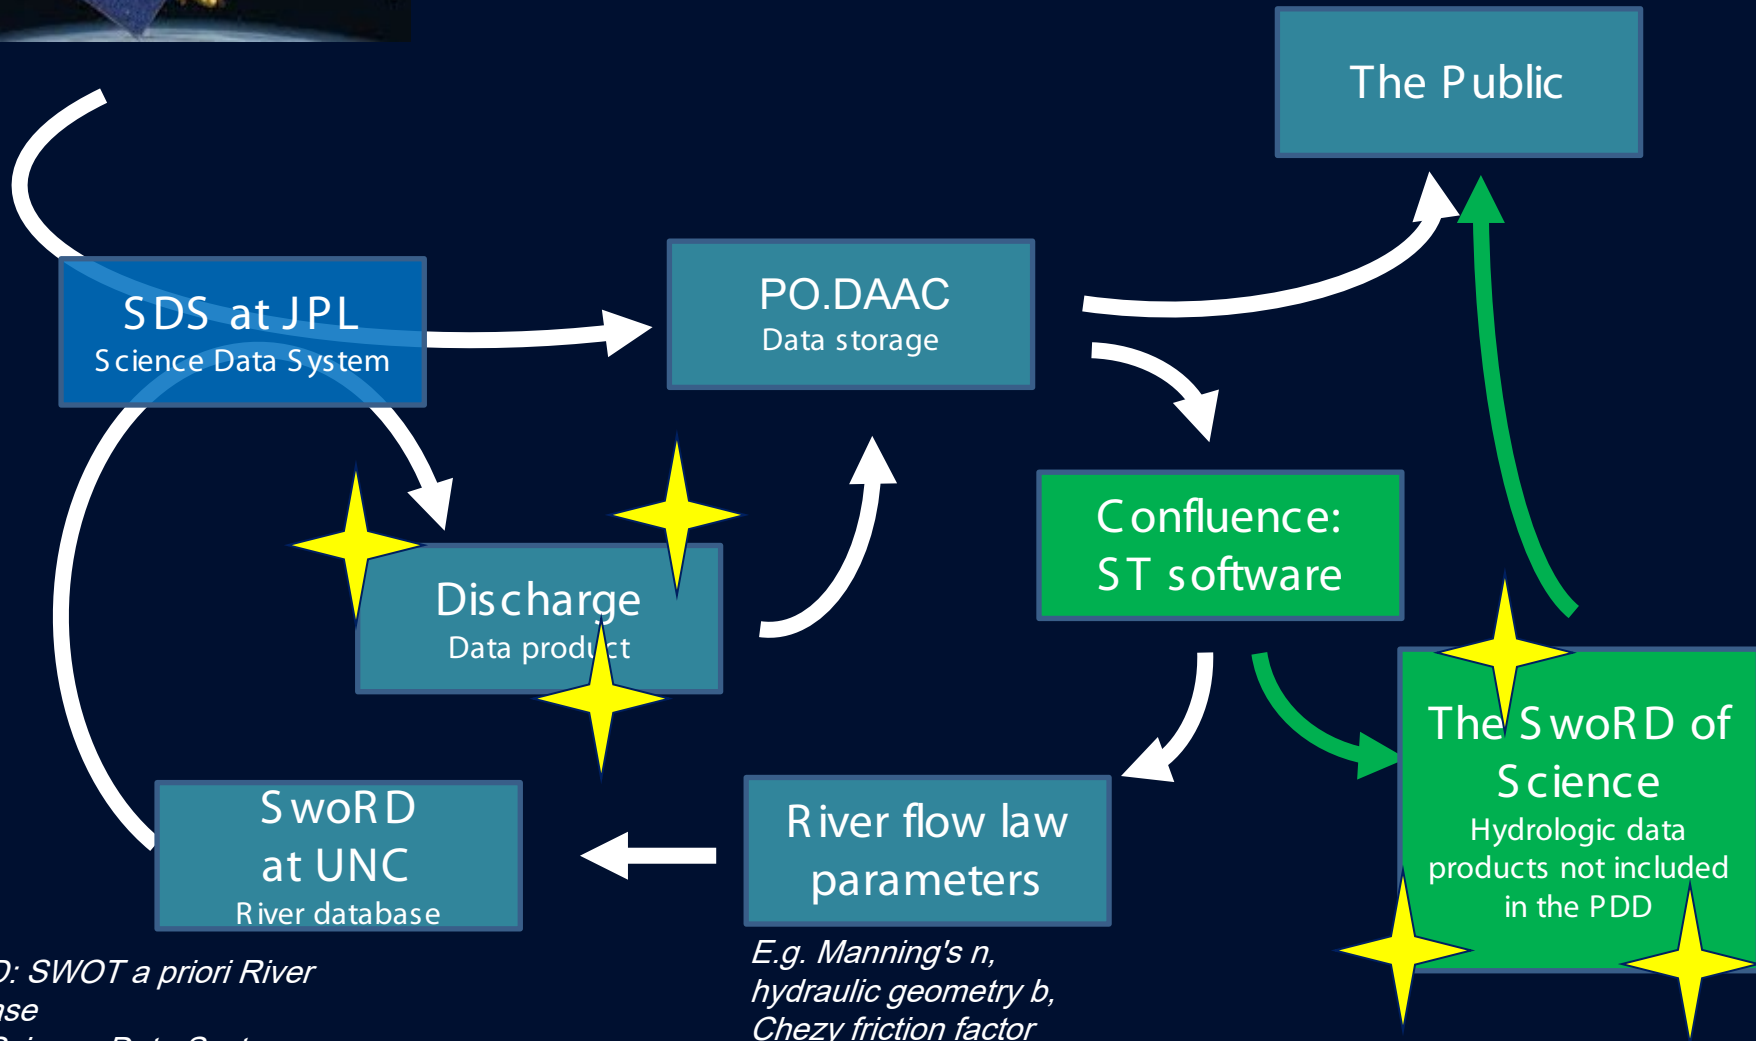 The Public
SDS at JPL
Science Data System
PO.DAAC
Data storage
Confluence:
ST software
Discharge
Data product
The SwoRD of
Science
Hydrologic data
products not included
in the PDD
SwoRD
at UNC
River database
River flow law
parameters
E.g. Manning's n,
hydraulic geometry b,
Chezy friction factor
D: SWOT a priori River